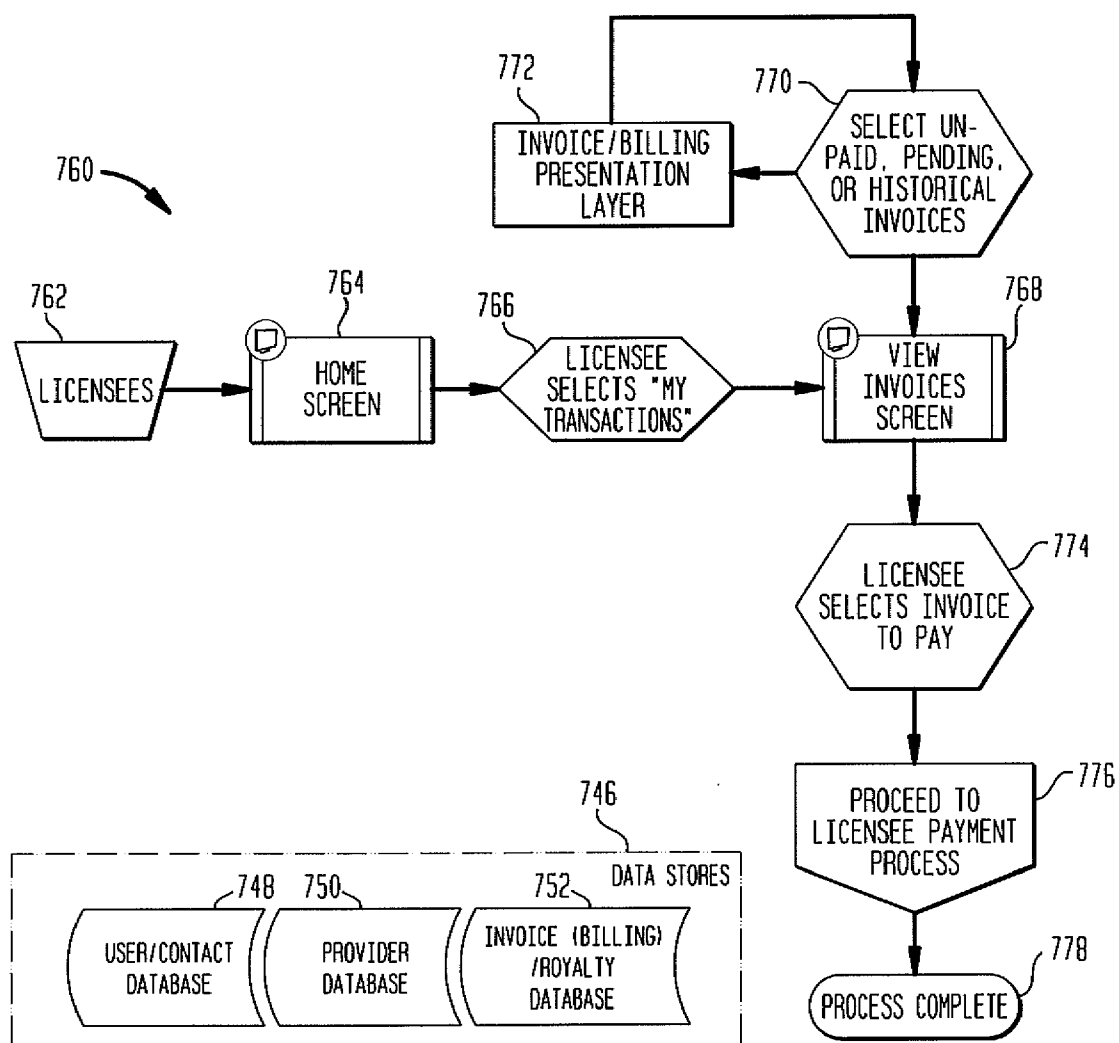 772
770
INVOICE/BILLING
PRESENTATION
LAYER
SELECT UN-
PAID, PENDING,
OR HISTORICAL
INVOICES
760
762
764
766
768
LICENSEES
HOME
SCREEN
LICENSEE
SELECTS "MY
TRANSACTIONS"
VIEW
INVOICES
SCREEN
774
LICENSEE
SELECTS INVOICE
TO PAY
776
PROCEED TO
LICENSEE PAYMENT
PROCESS
746
DATA STORES
748
750
752
USER/CONTACT
DATABASE
PROVIDER
DATABASE
INVOICE (BILLING)
/ROYALTY
DATABASE
778
PROCESS COMPLETE